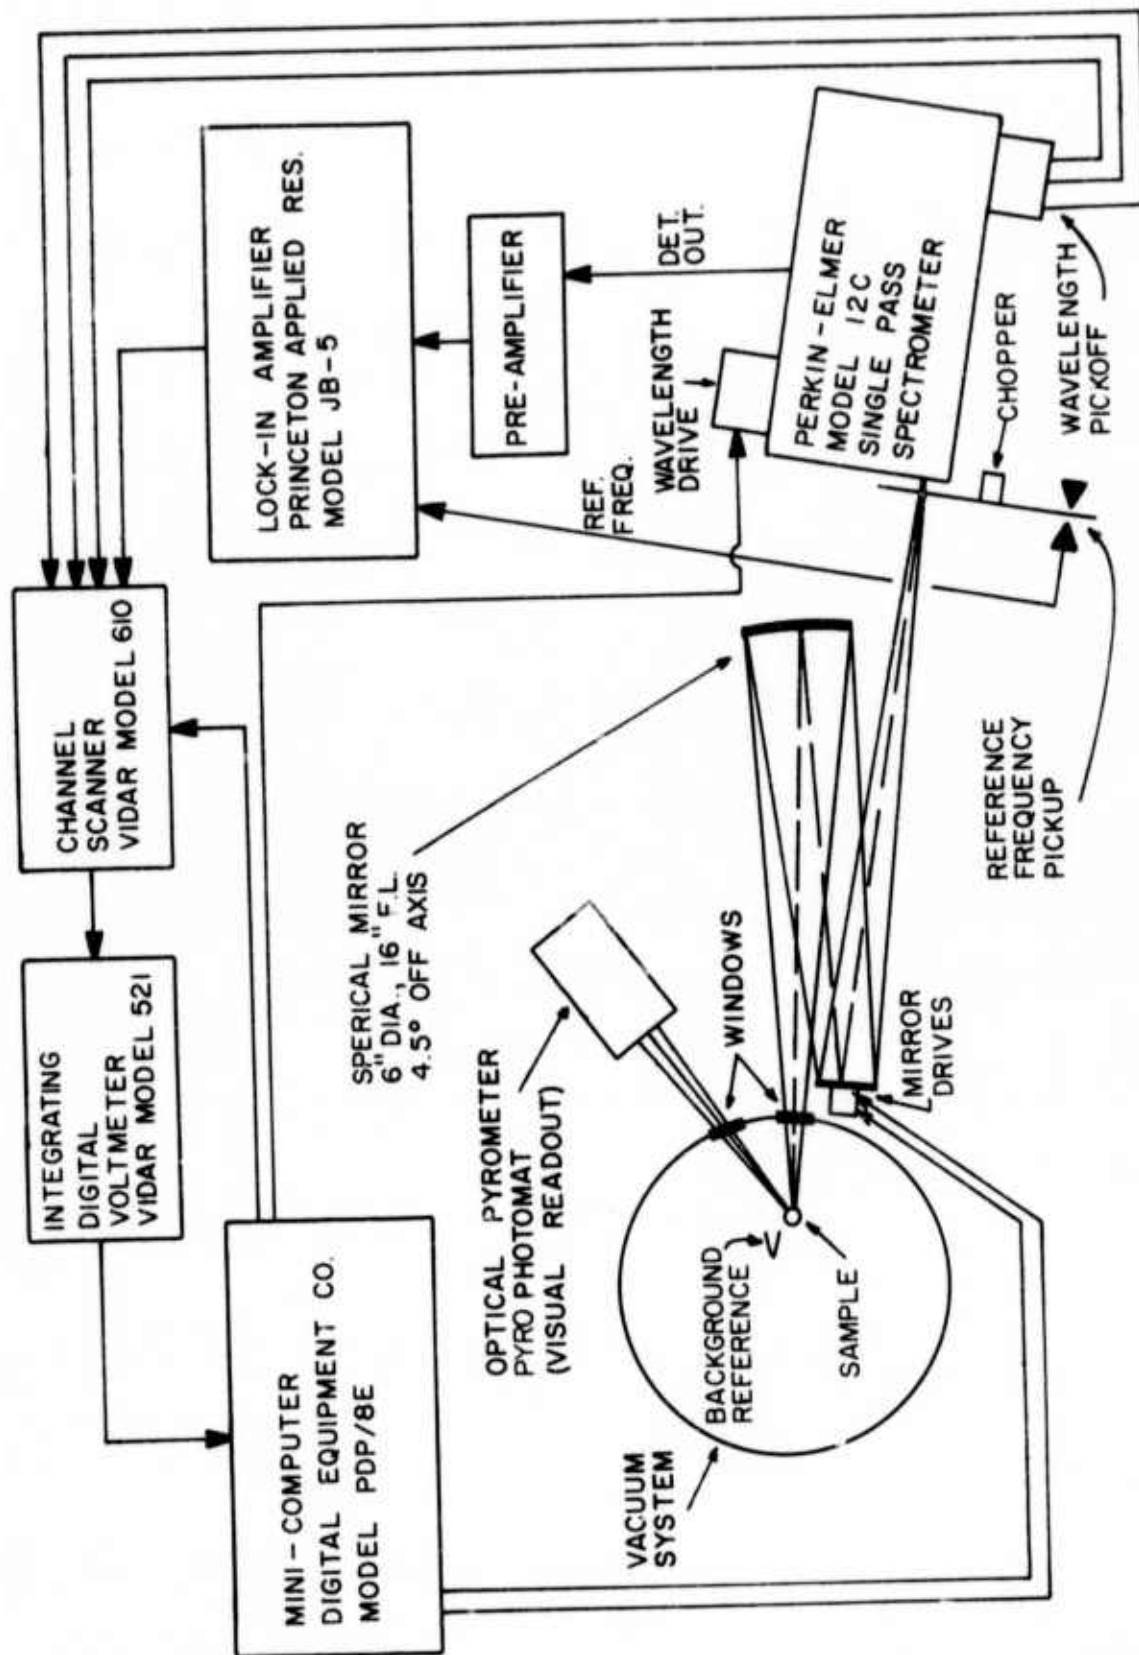 MINI-COMPUTER
DIGITAL EQUIPMENT CO.
MODEL PDP/8E
INTEGRATING
DIGITAL
VOLTMETER
VIDAR MODEL 521
CHANNEL
SCANNER
VIDAR MODEL 610
LOCK-IN AMPLIFIER
PRINCETON APPLIED RES.
MODEL JB-5
PRE-AMPLIFIER
DET.
OUT.
REF.
FREQ.
WAVELENGTH
DRIVE
PERKIN-ELMER
MODEL 12C
SINGLE PASS
SPECTROMETER
CHOPPER
WAVELENGTH
PICKOFF
REFERENCE
FREQUENCY
PICKUP
SPERICAL MIRROR
6" DIA., 16" F.L.
4.5° OFF AXIS
OPTICAL PYROMETER
PYRO PHOTOMAT
(VISUAL READOUT)
WINDOWS
MIRROR
DRIVES
BACKGROUND
REFERENCE
SAMPLE
VACUUM
SYSTEM